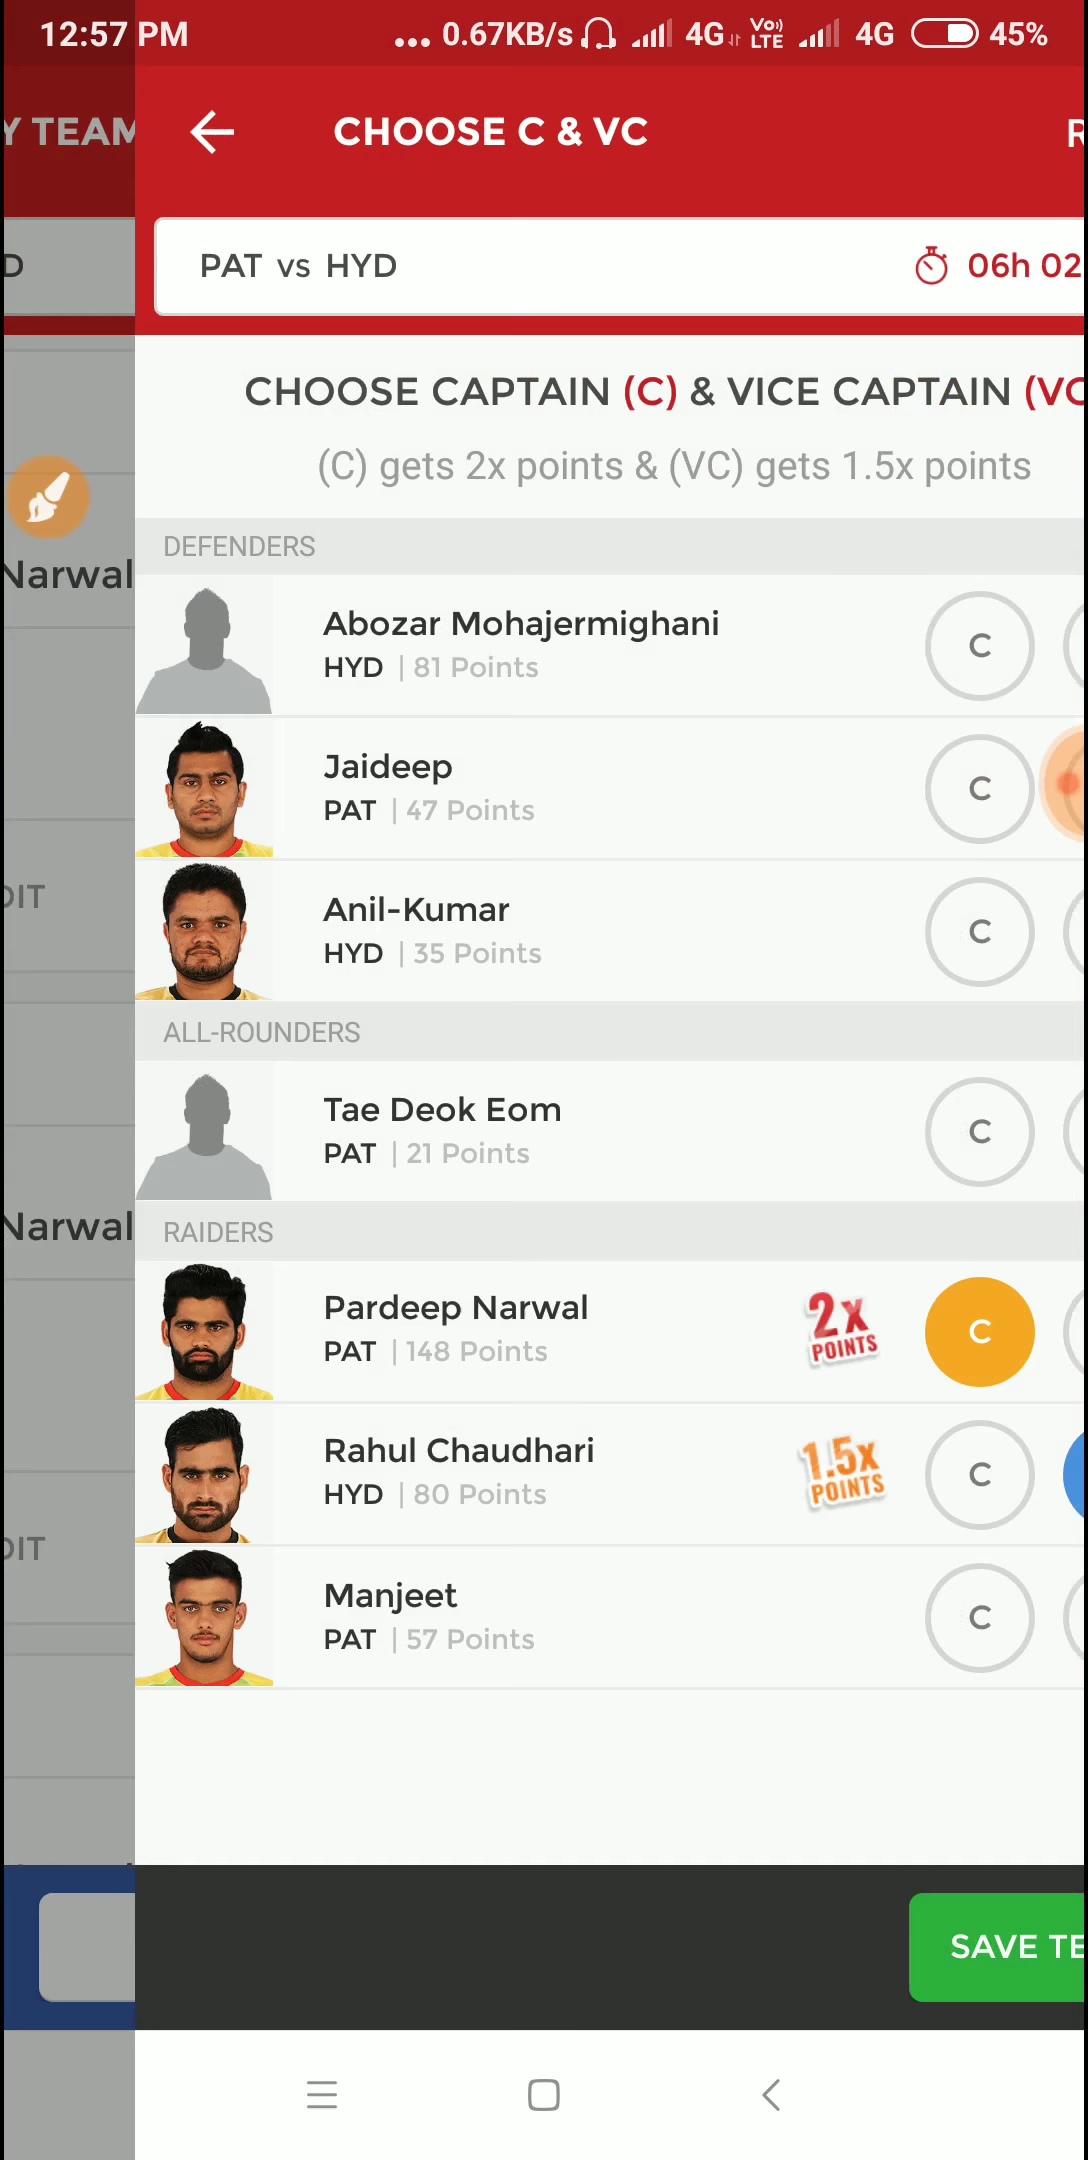 12:57 PM ... 0.67KB/s 4G Vo)) LTE 4G 45%
Y TEAM
CHOOSE C & VC
R
D
PAT vs HYD
06h 02
CHOOSE CAPTAIN (C) & VICE CAPTAIN (VC
(C) gets 2x points & (VC) gets 1.5x points
DEFENDERS
Narwal
Abozar Mohajermighani
HYD | 81 Points
C
Jaideep
PAT | 47 Points
C
DIT
Anil-Kumar
HYD | 35 Points
C
ALL-ROUNDERS
Tae Deok Eom
PAT | 21 Points
C
Narwal
RAIDERS
Pardeep Narwal
PAT | 148 Points
2x POINTS
C
Rahul Chaudhari
HYD | 80 Points
1.5x POINTS
C
DIT
Manjeet
PAT | 57 Points
C
SAVE TE